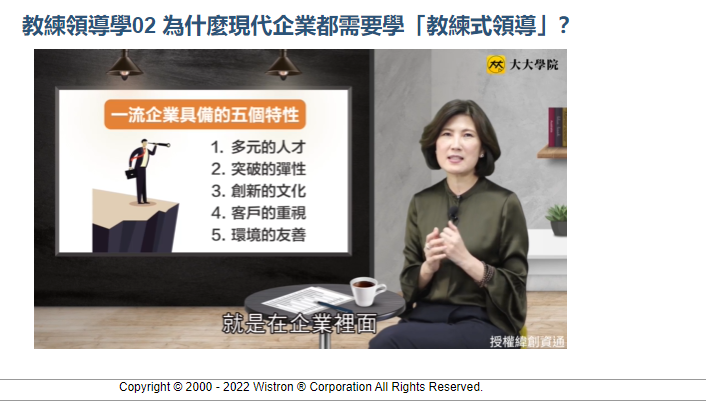 教練領導學02 為什麼現代企業都需要學「教練式領導」?
大大學院
一流企業具備的五個特性
1. 多元的人才
2. 突破的彈性
3. 創新的文化
4. 客戶的重視
5. 環境的友善
就是在企業裡面
授權緯創資通
Copyright © 2000 - 2022 Wistron ® Corporation All Rights Reserved.